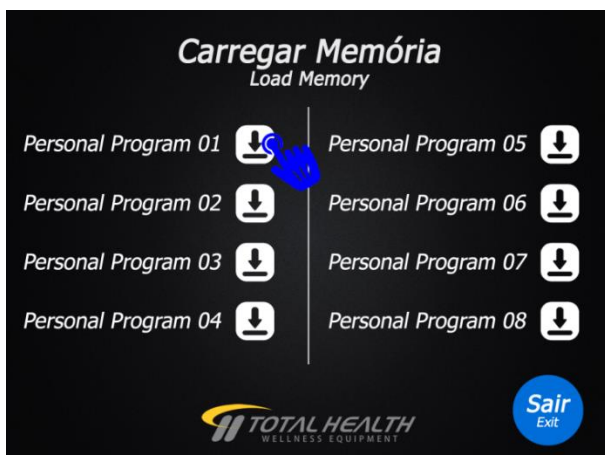 Carregar Memória
Load Memory
Personal Program 01
Personal Program 02
Personal Program 03
Personal Program 04
Personal Program 05
Personal Program 06
Personal Program 07
Personal Program 08
Sair
Exit
TOTAL HEALTH
WELLNESS EQUIPMENT